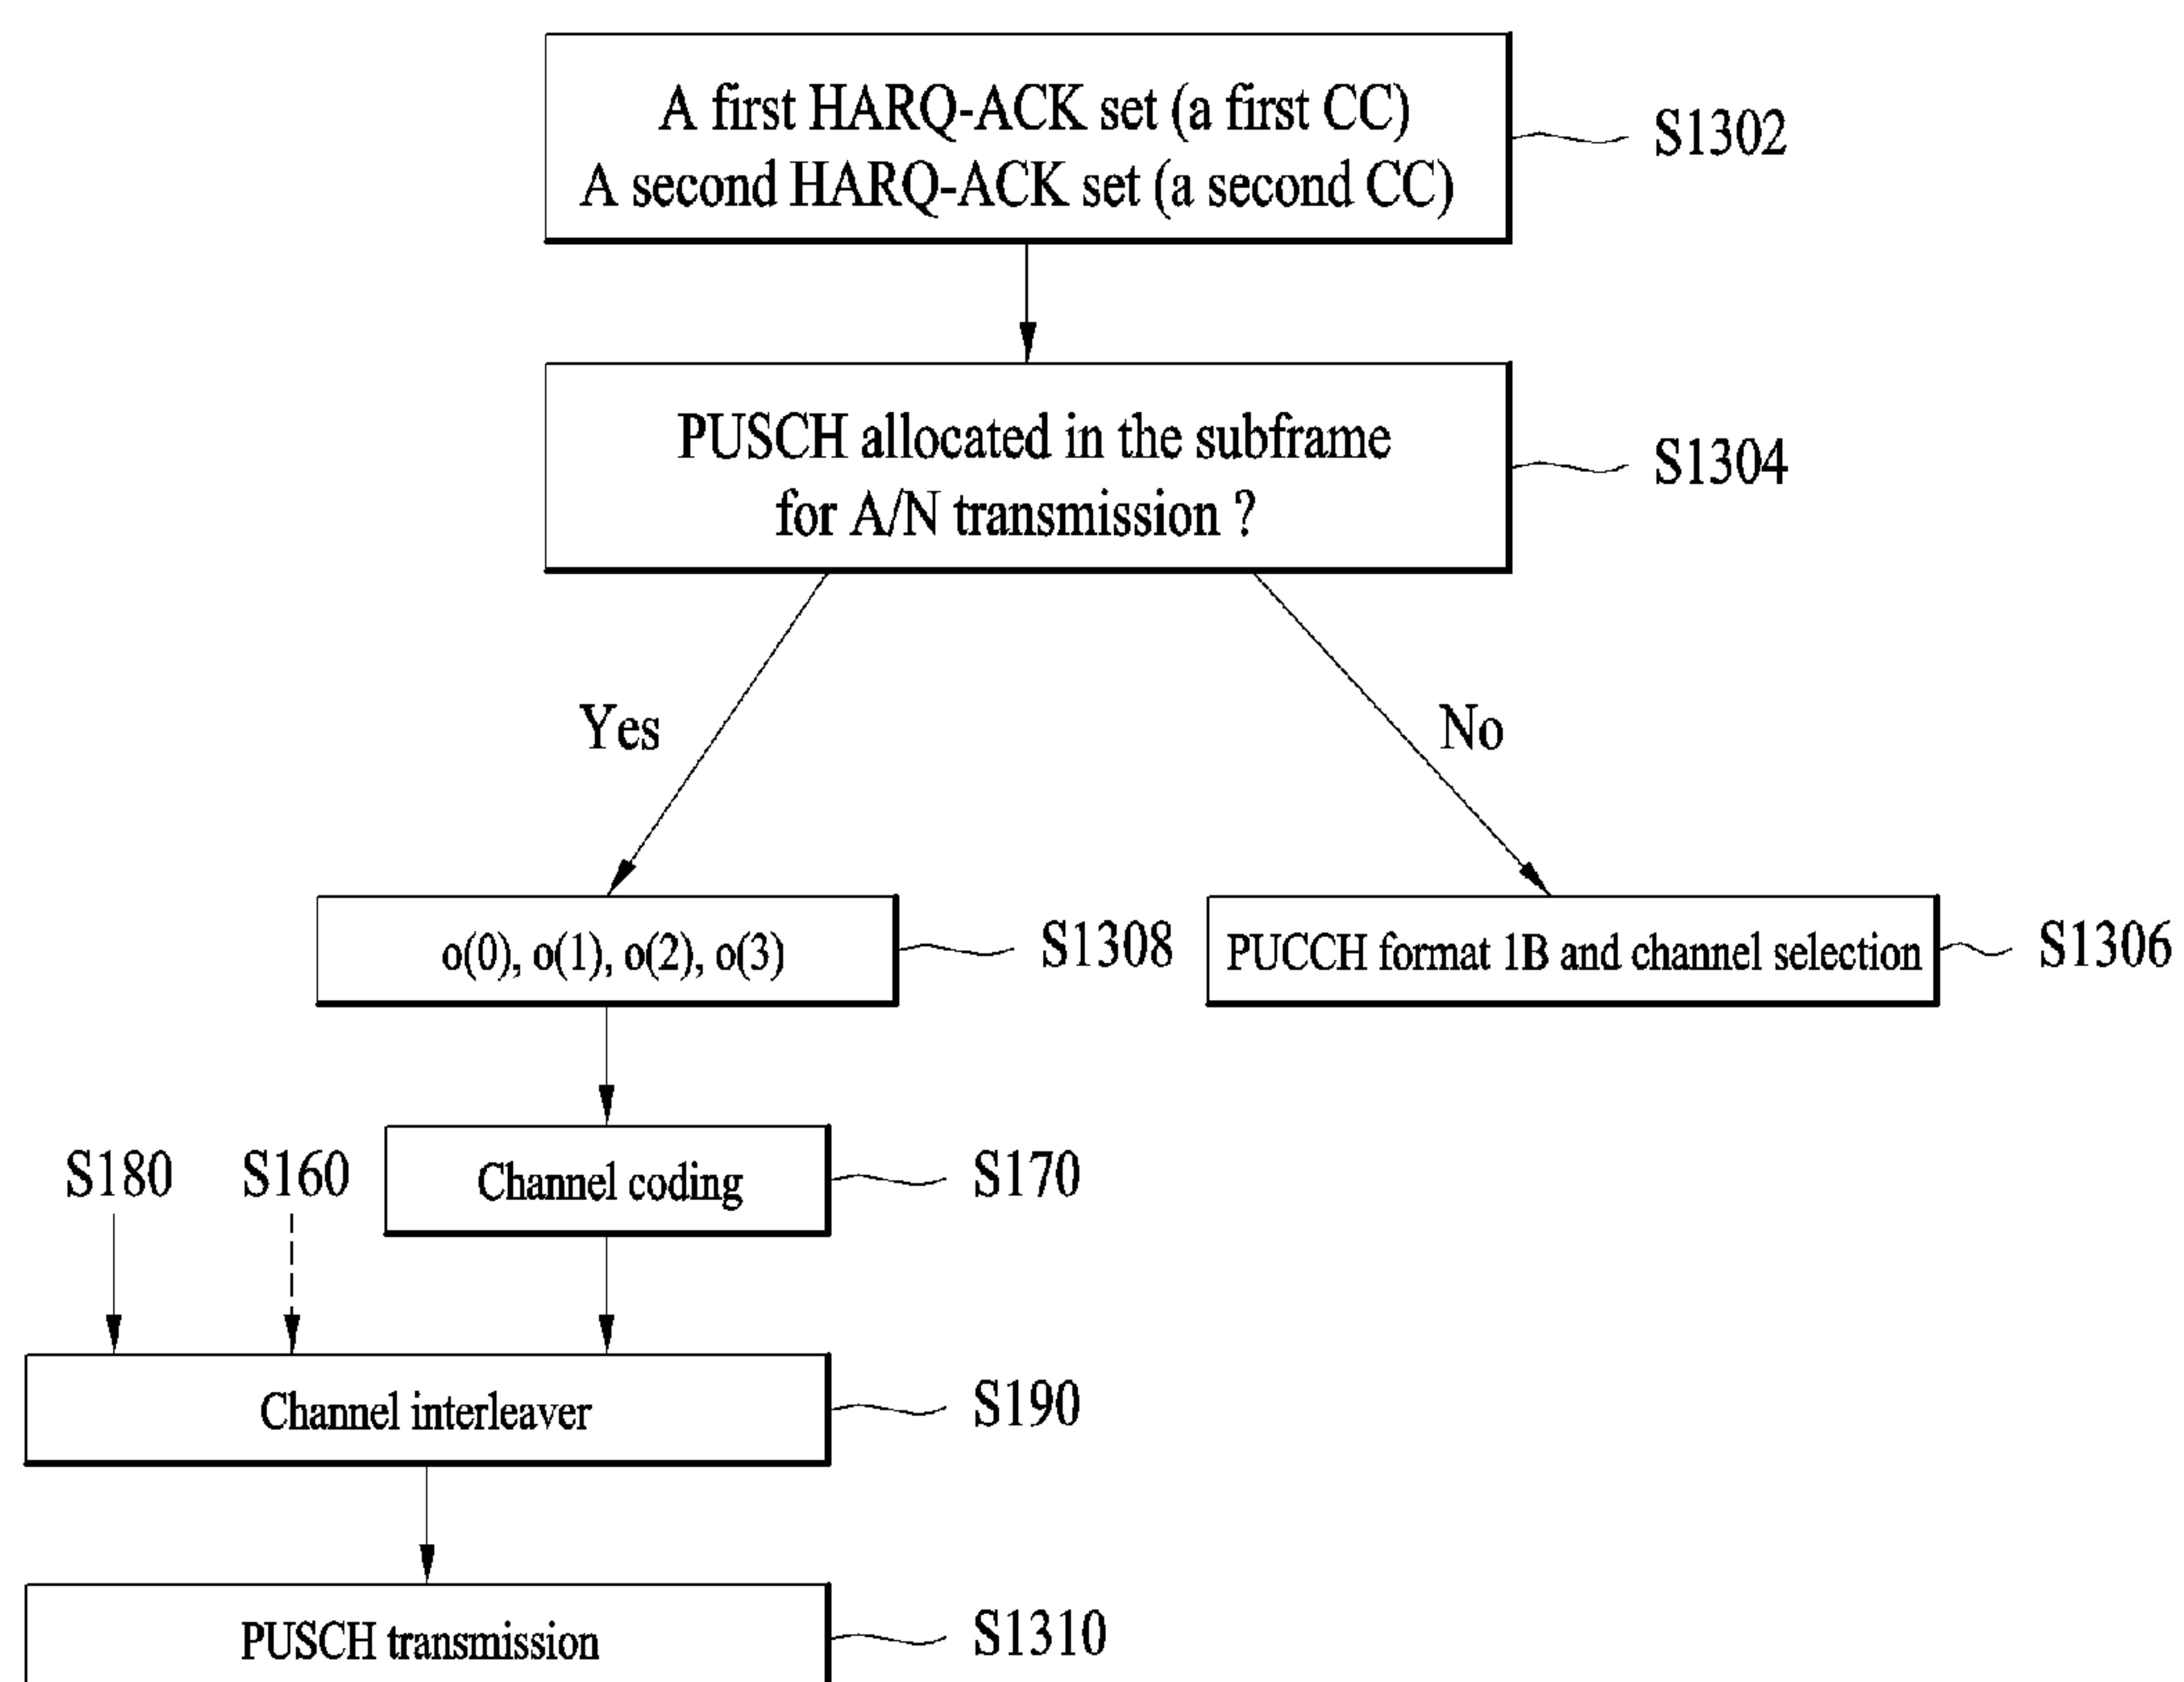 A first HARQ-ACK set (a first CC)
A second HARQ-ACK set (a second CC)
S1302
PUSCH allocated in the subframe
for A/N transmission ?
S1304
Yes
No
o(0), o(1), o(2), o(3)
S1308
PUCCH format 1B and channel selection
S1306
S180
S160
Channel coding
S170
Channel interleaver
S190
PUSCH transmission
S1310